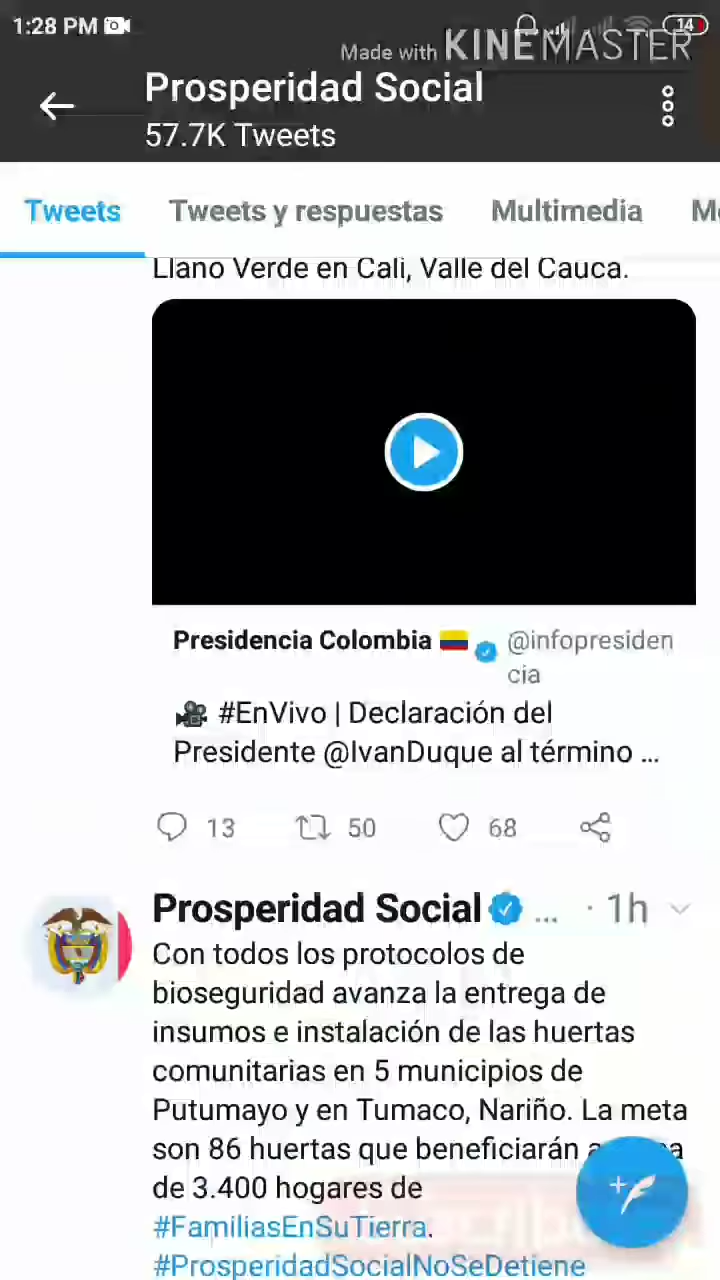 1:28 PM
14
Made with KINEMASTER
Prosperidad Social
57.7K Tweets
Tweets
Tweets y respuestas
Multimedia
Llano Verde en Cali, Valle del Cauca.
Presidencia Colombia
@infopresiden
cia
#EnVivo | Declaración del
Presidente @IvanDuque al término ...
13
50
68
Prosperidad Social ... · 1h
Con todos los protocolos de
bioseguridad avanza la entrega de
insumos e instalación de las huertas
comunitarias en 5 municipios de
Putumayo y en Tumaco, Nariño. La meta
son 86 huertas que beneficiarán
de 3.400 hogares de
#FamiliasEnSuTierra.
#ProsperidadSocialNoSeDetiene